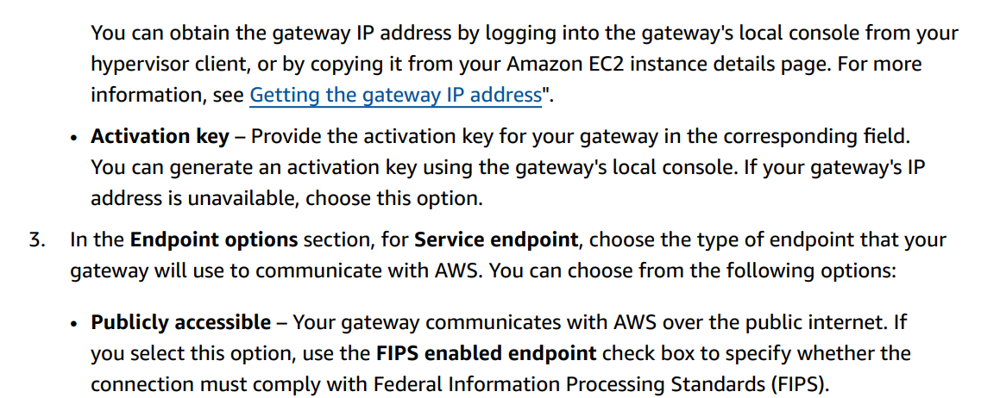 You can obtain the gateway IP address by logging into the gateway's local console from your
hypervisor client, or by copying it from your Amazon EC2 instance details page. For more
information, see Getting the gateway IP address".
• Activation key – Provide the activation key for your gateway in the corresponding field.
You can generate an activation key using the gateway's local console. If your gateway's IP
address is unavailable, choose this option.
3. In the Endpoint options section, for Service endpoint, choose the type of endpoint that your
gateway will use to communicate with AWS. You can choose from the following options:
• Publicly accessible – Your gateway communicates with AWS over the public internet. If
you select this option, use the FIPS enabled endpoint check box to specify whether the
connection must comply with Federal Information Processing Standards (FIPS).